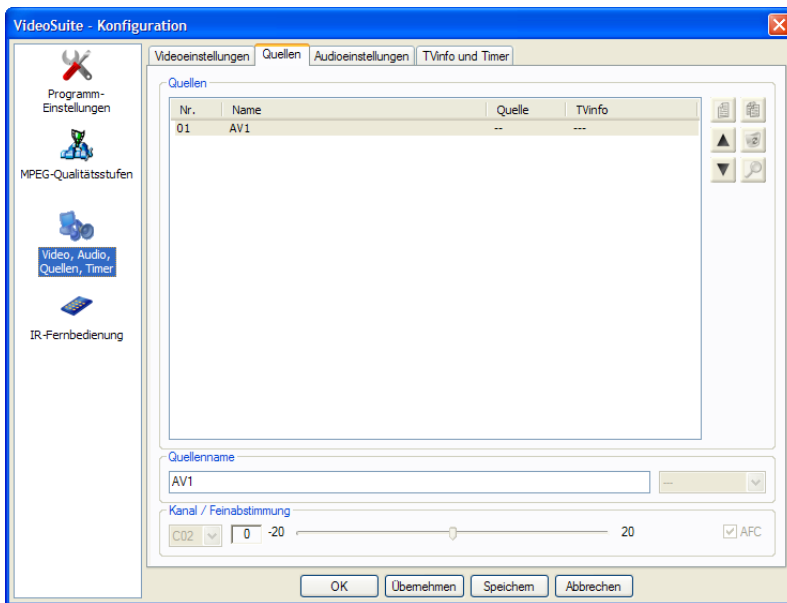 VideoSuite - Konfiguration
Programm-
Einstellungen
MPEG-Qualitätsstufen
Video, Audio,
Quellen, Timer
IR-Fernbedienung
Videoeinstellungen Quellen Audioeinstellungen TVinfo und Timer
Quellen
Nr. Name Quelle TVinfo
01 AV1 -- ---
Quellenname
AV1 ---
Kanal / Feinabstimmung
C02 0 -20 20 AFC
OK Übernehmen Speichern Abbrechen